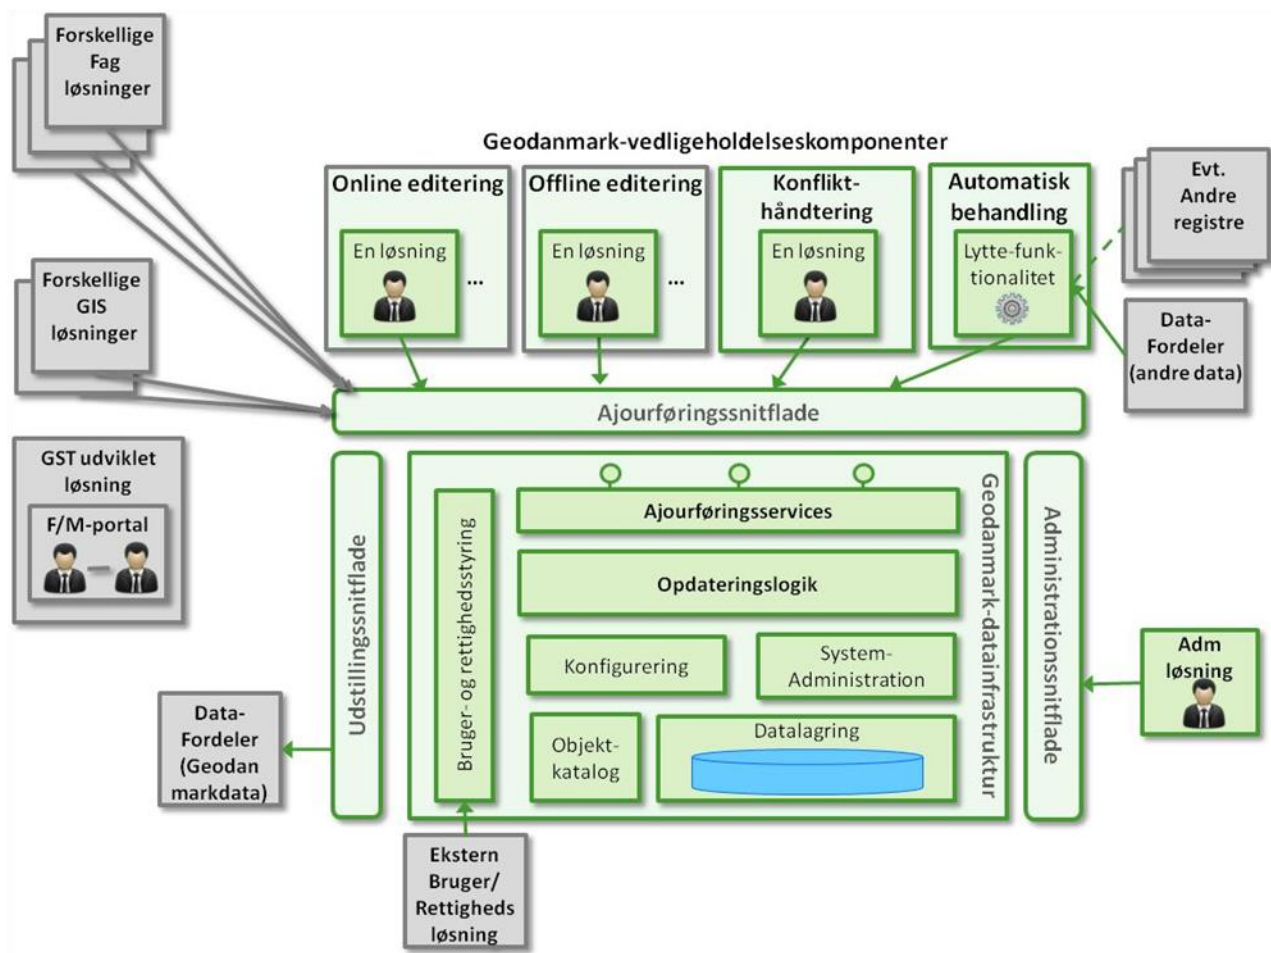 Forskellige
Fag
løsninger
Geodanmark-vedligeholdelseskomponenter
Online editering
En løsning
...
Offline editering
En løsning
...
Konflikt-
håndtering
En løsning
Automatisk
behandling
Lytte-funk-
tionalitet
Evt.
Andre
registre
Forskellige
GIS
løsninger
Data-
Fordeler
(andre data)
Ajourføringssnitflade
GST udviklet
løsning
F/M-portal
Udstillingssnitflade
Bruger- og rettighedsstyring
Ajourføringsservices
Opdateringslogik
Konfigurering
System-
Administration
Objekt-
katalog
Datalagring
Geodanmark-datainfrastruktur
Administrationssnitflade
Adm
løsning
Data-
Fordeler
(Geodan
markdata)
Ekstern
Bruger/
Rettigheds
løsning